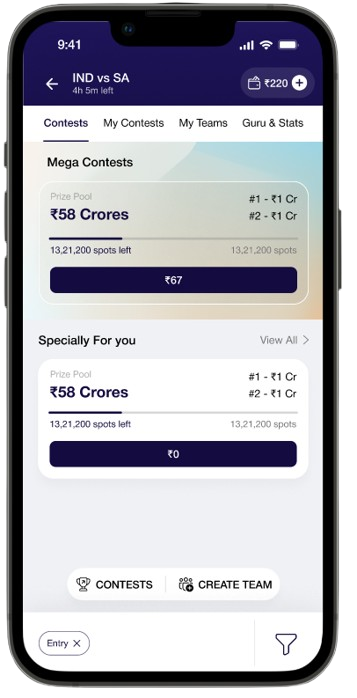 9:41
IND vs SA
4h 5m left
₹220
Contests My Contests My Teams Guru & Stats
Mega Contests
Prize Pool
₹58 Crores
#1 - ₹1 Cr
#2 - ₹1 Cr
13,21,200 spots left 13,21,200 spots
₹67
Specially For you View All
Prize Pool
₹58 Crores
#1 - ₹1 Cr
#2 - ₹1 Cr
13,21,200 spots left 13,21,200 spots
₹0
CONTESTS CREATE TEAM
Entry